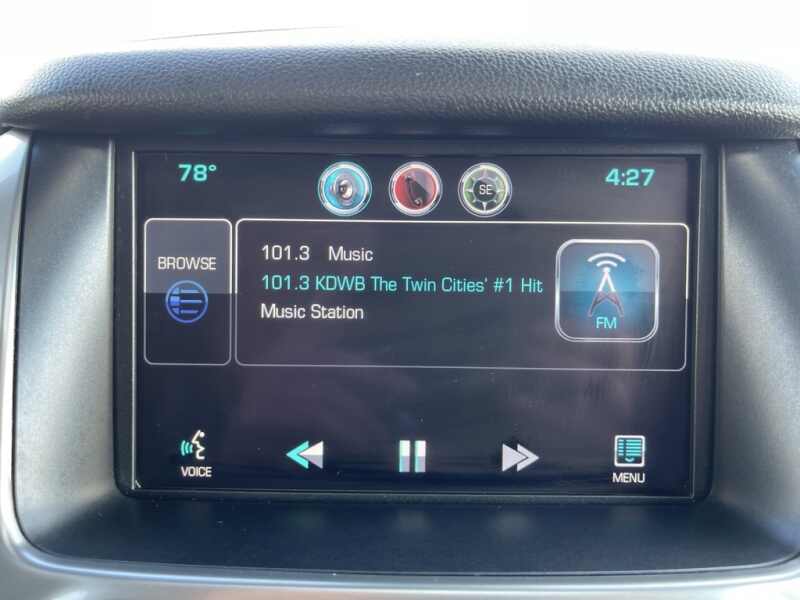 78°
SE
4:27
BROWSE
101.3 Music
101.3 KDWB The Twin Cities' #1 Hit
Music Station
FM
VOICE
MENU